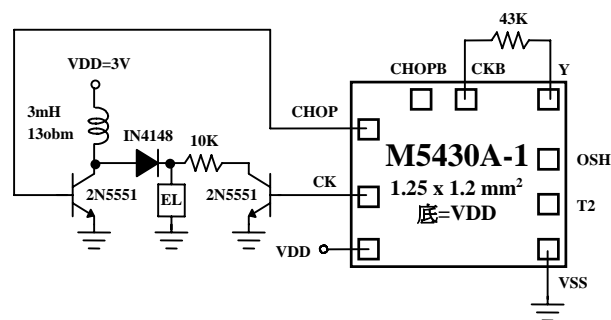 43K
VDD=3V
CHOPB
CKB
Y
3mH
13obm
CHOP
IN4148
10K
M5430A-1
OSH
2N5551
EL
2N5551
CK
1.25 x 1.2 mm²
底=VDD
T2
VDD
VSS